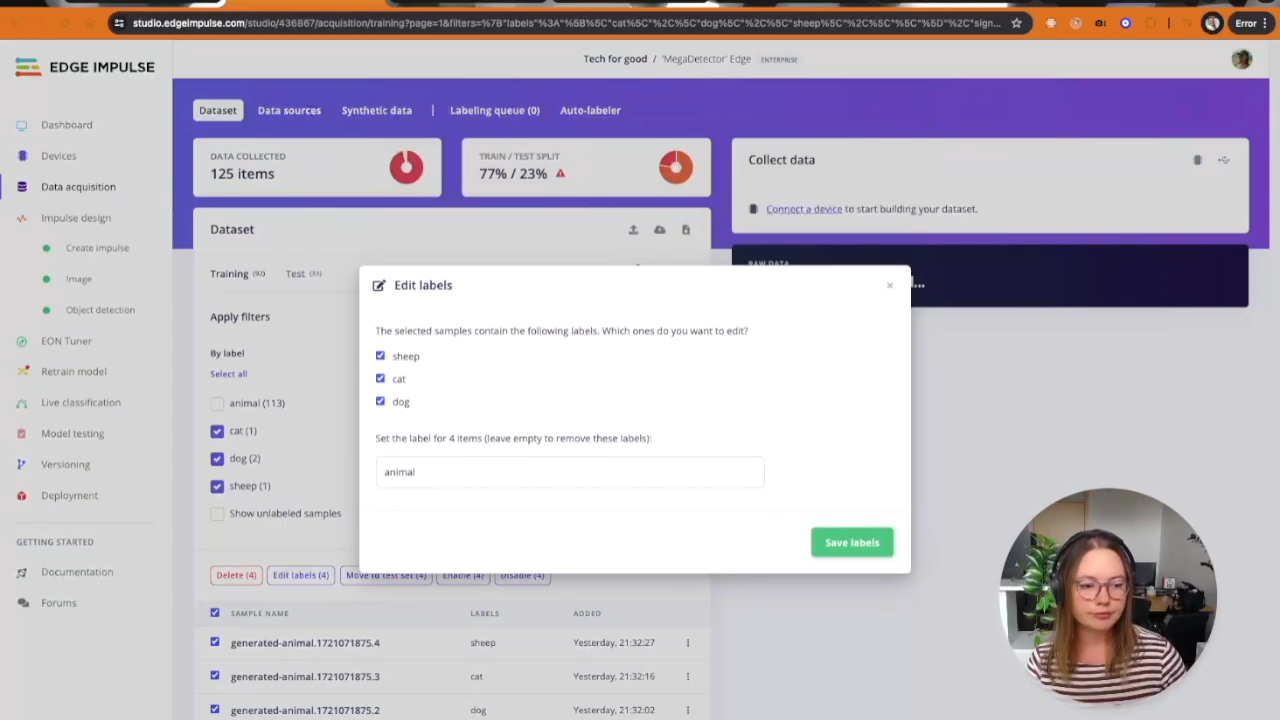 studio.edgeimpulse.com/studio/436867/acquisition/training?page=1&filters=%7B"labels"%3A"%5B%5C"cat%5C"%2C%5C"dog%5C"%2C%5C"sheep%5C"%5C"%5D"%2C"sign...
Error
EDGE IMPULSE
Tech for good / 'MegaDetector' Edge ENTERPRISE
Dashboard
Devices
Data acquisition
Impulse design
Create impulse
Image
Object detection
EON Tuner
Retrain model
Live classification
Model testing
Versioning
Deployment
GETTING STARTED
Documentation
Forums
Dataset Data sources Synthetic data | Labeling queue (0) Auto-labeler
DATA COLLECTED
125 items
TRAIN / TEST SPLIT
77% / 23%
Collect data
Connect a device to start building your dataset.
RAW DATA
...
Dataset
Training (92) Test (33)
Apply filters
By label
Select all
animal (113)
cat (1)
dog (2)
sheep (1)
Show unlabeled samples
Edit labels
×
The selected samples contain the following labels. Which ones do you want to edit?
sheep
cat
dog
Set the label for 4 items (leave empty to remove these labels):
animal
Save labels
Delete (4) Edit labels (4) Move to test set (4) Enable (4) Disable (4)
SAMPLE NAME LABELS ADDED
generated-animal.1721071875.4 sheep Yesterday, 21:32:27
generated-animal.1721071875.3 cat Yesterday, 21:32:16
generated-animal.1721071875.2 dog Yesterday, 21:32:02